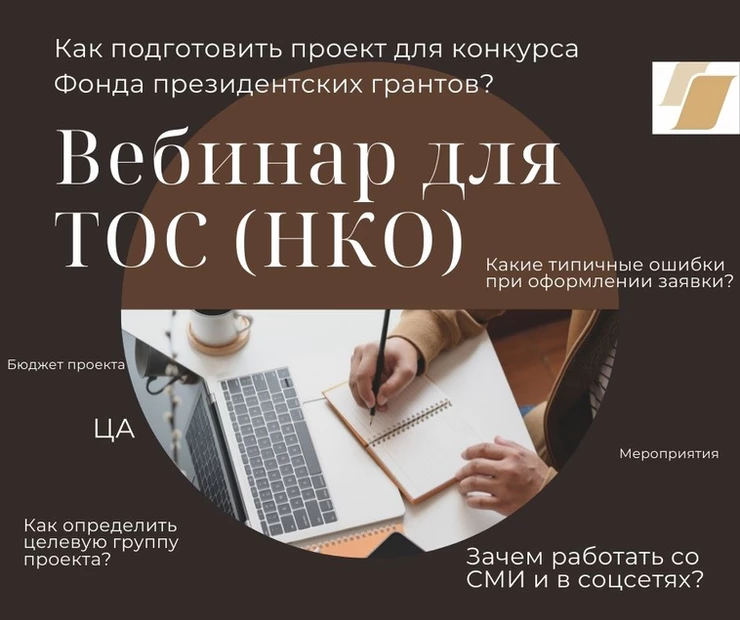 Как подготовить проект для конкурса
Фонда президентских грантов?
Вебинар для
ТОС (НКО)
Какие типичные ошибки
при оформлении заявки?
Бюджет проекта
ЦА
Мероприятия
Как определить
целевую группу
проекта?
Зачем работать со
СМИ и в соцсетях?